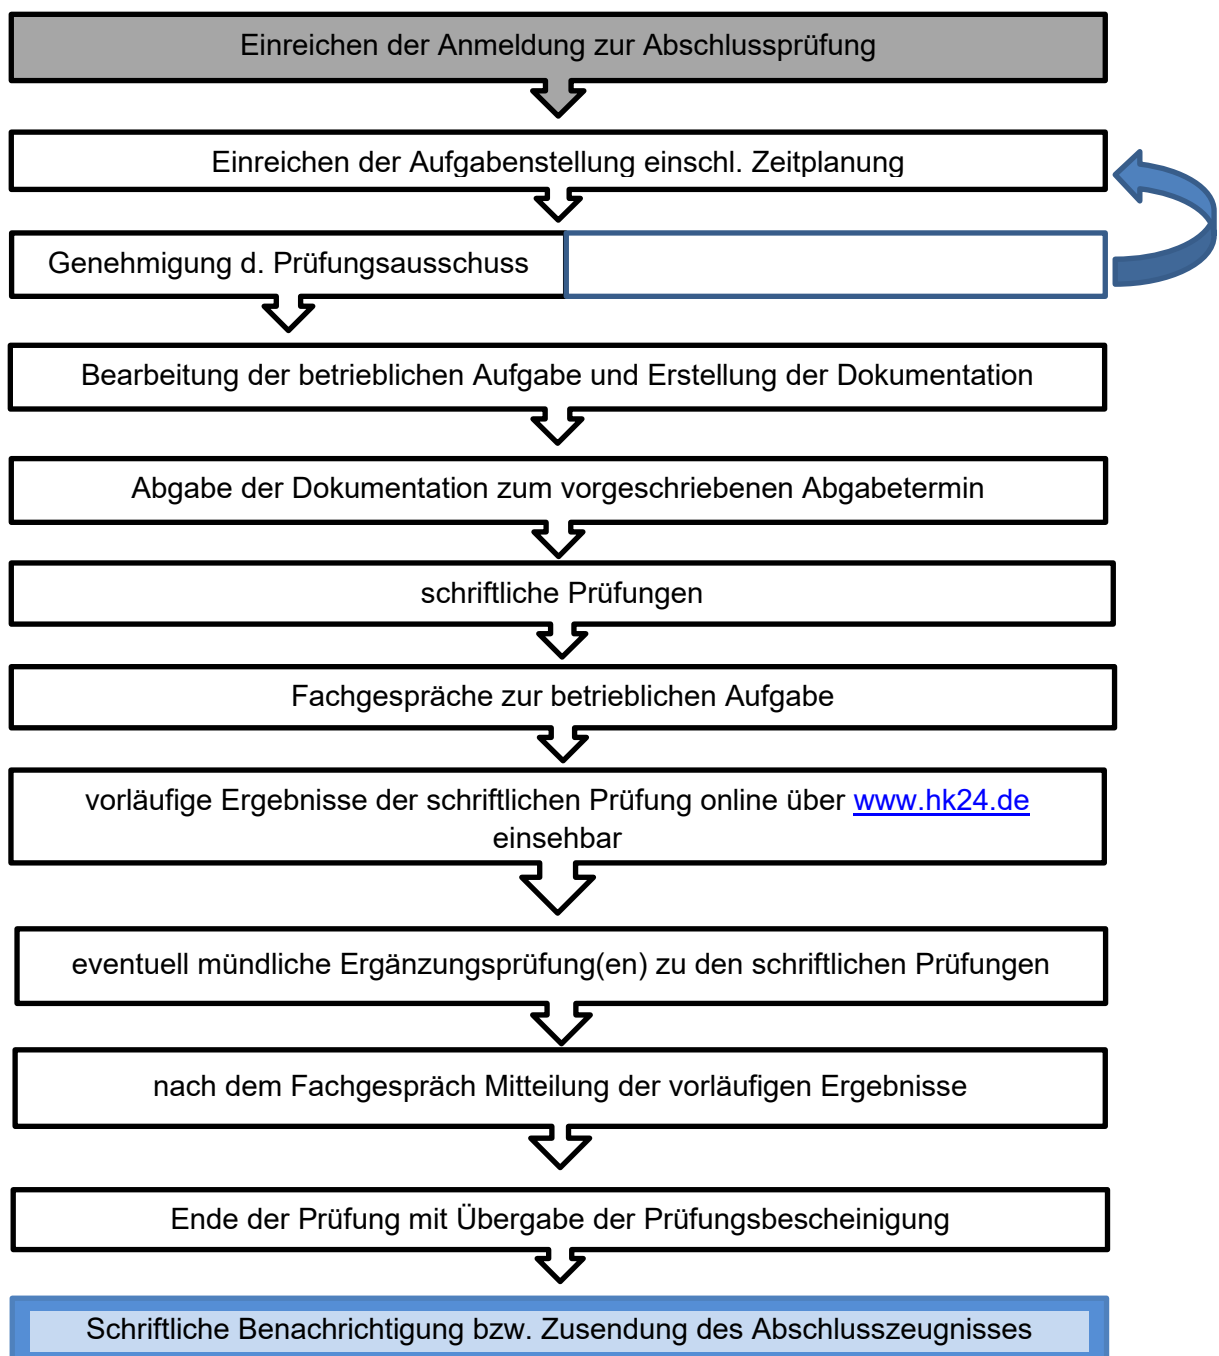 Einreichen der Anmeldung zur Abschlussprüfung
Einreichen der Aufgabenstellung einschl. Zeitplanung
Genehmigung d. Prüfungsausschuss
Bearbeitung der betrieblichen Aufgabe und Erstellung der Dokumentation
Abgabe der Dokumentation zum vorgeschriebenen Abgabetermin
schriftliche Prüfungen
Fachgespräche zur betrieblichen Aufgabe
vorläufige Ergebnisse der schriftlichen Prüfung online über www.hk24.de
einsehbar
eventuell mündliche Ergänzungsprüfung(en) zu den schriftlichen Prüfungen
nach dem Fachgespräch Mitteilung der vorläufigen Ergebnisse
Ende der Prüfung mit Übergabe der Prüfungsbescheinigung
Schriftliche Benachrichtigung bzw. Zusendung des Abschlusszeugnisses